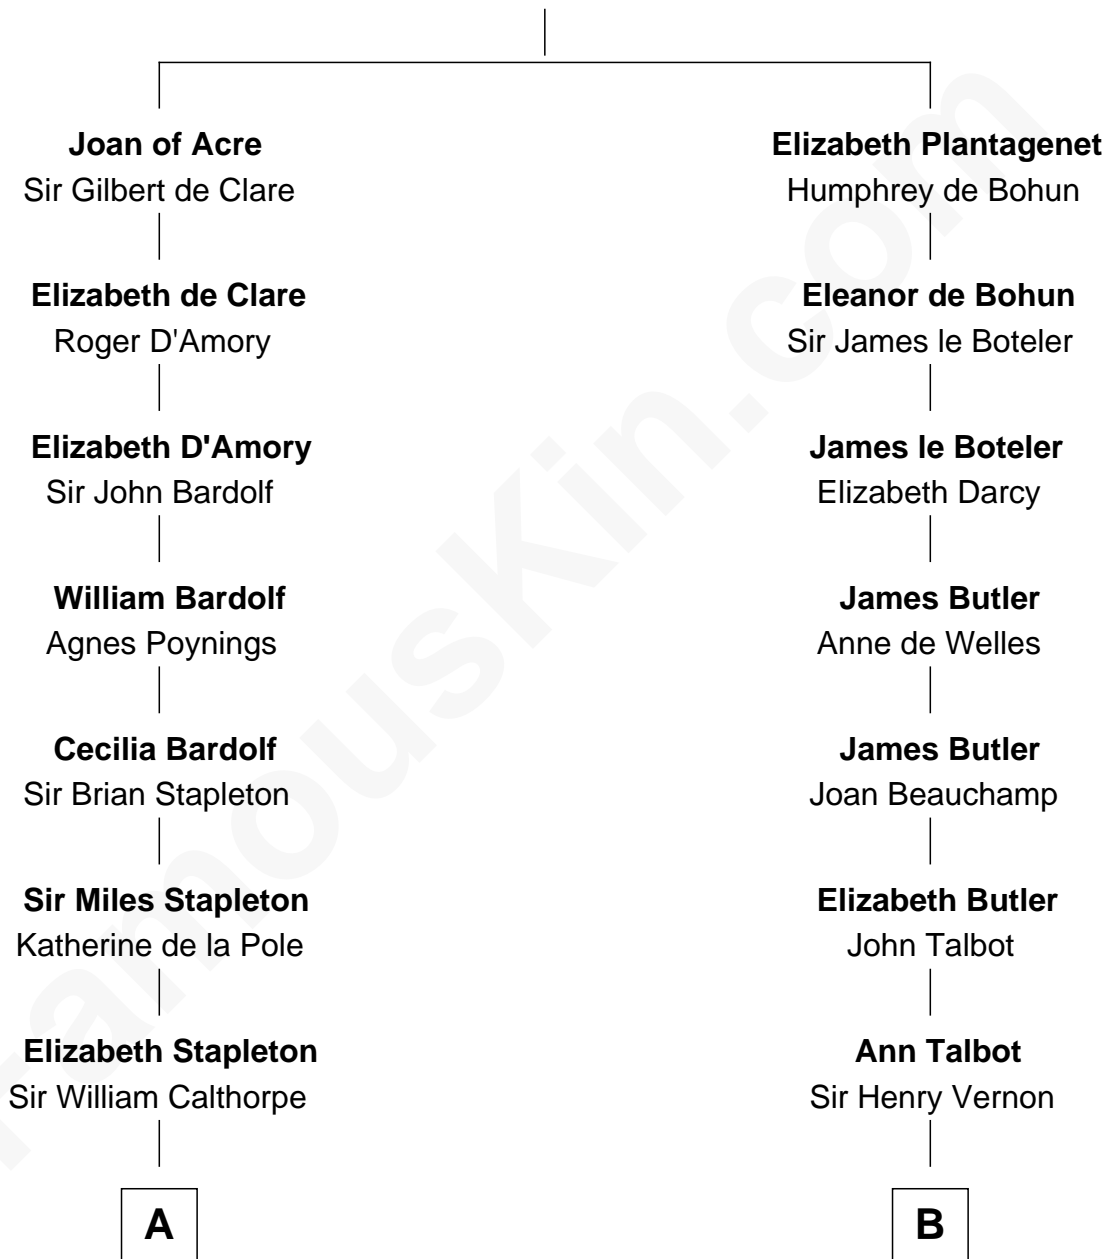 Joan of Acre
Sir Gilbert de Clare
Elizabeth de Clare
Roger D'Amory
Elizabeth D'Amory
Sir John Bardolf
William Bardolf
Agnes Poynings
Cecilia Bardolf
Sir Brian Stapleton
Sir Miles Stapleton
Katherine de la Pole
Elizabeth Stapleton
Sir William Calthorpe
A
Elizabeth Plantagenet
Humphrey de Bohun
Eleanor de Bohun
Sir James le Boteler
James le Boteler
Elizabeth Darcy
James Butler
Anne de Welles
James Butler
Joan Beauchamp
Elizabeth Butler
John Talbot
Ann Talbot
Sir Henry Vernon
B
famouskin.com